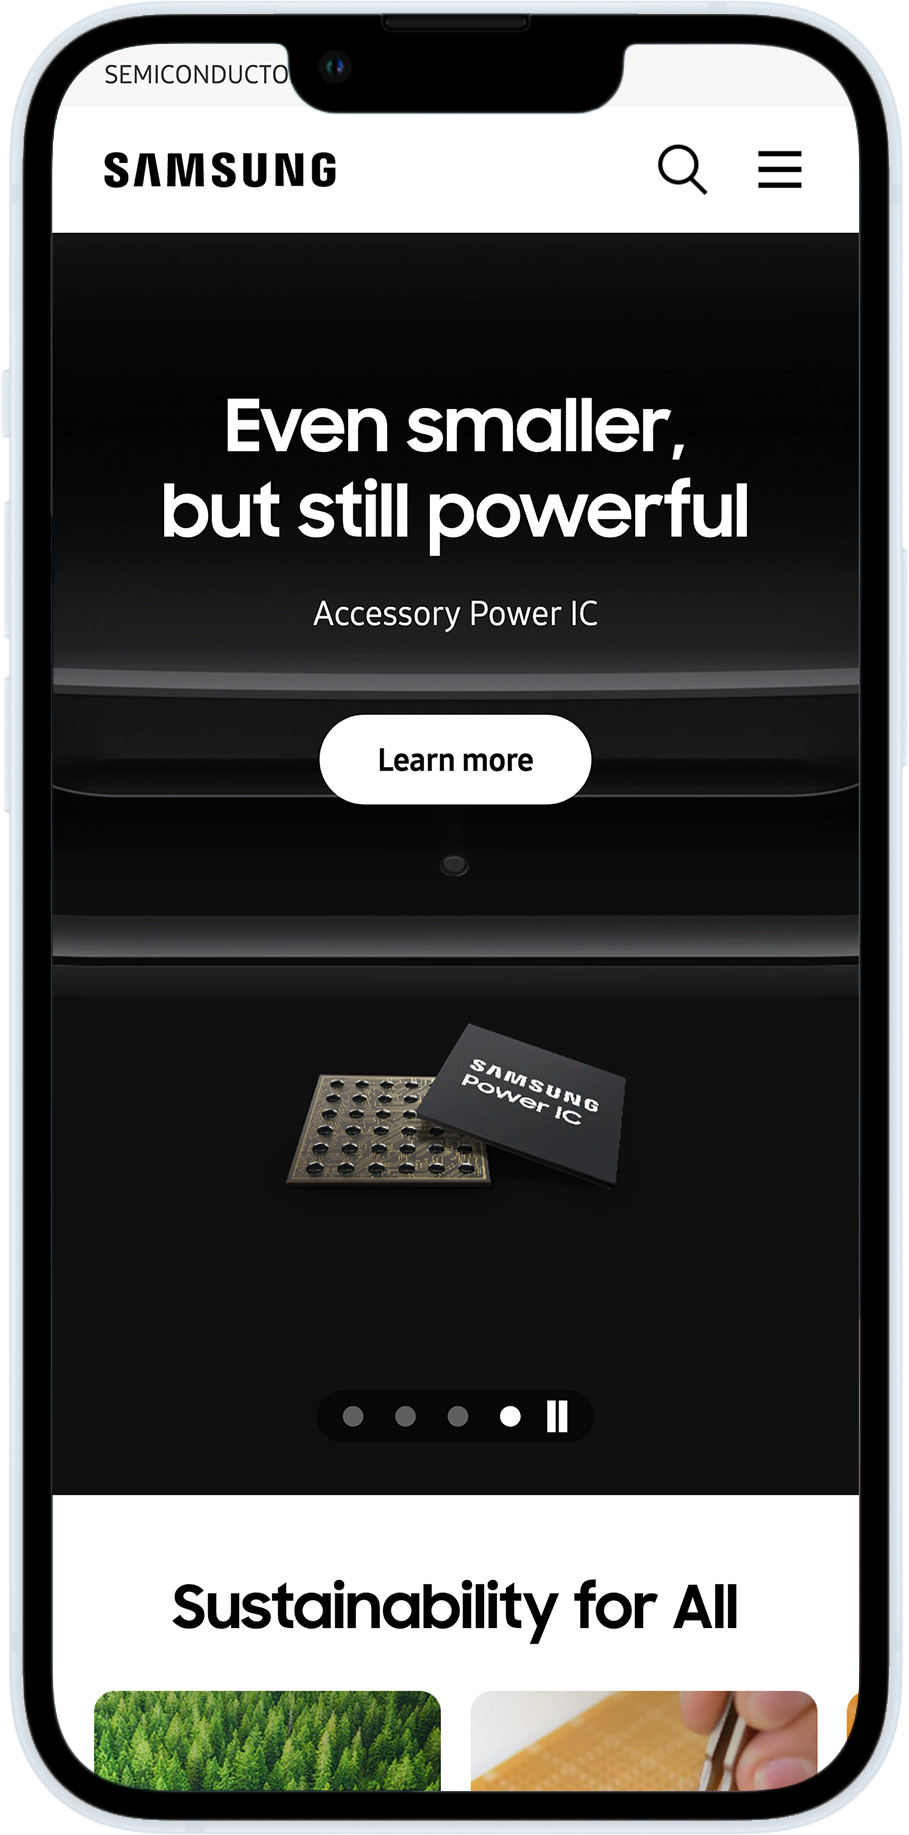 SEMICONDUCTO
SAMSUNG
Even smaller,
but still powerful
Accessory Power IC
Learn more
SAMSUNG
Power IC
Sustainability for All